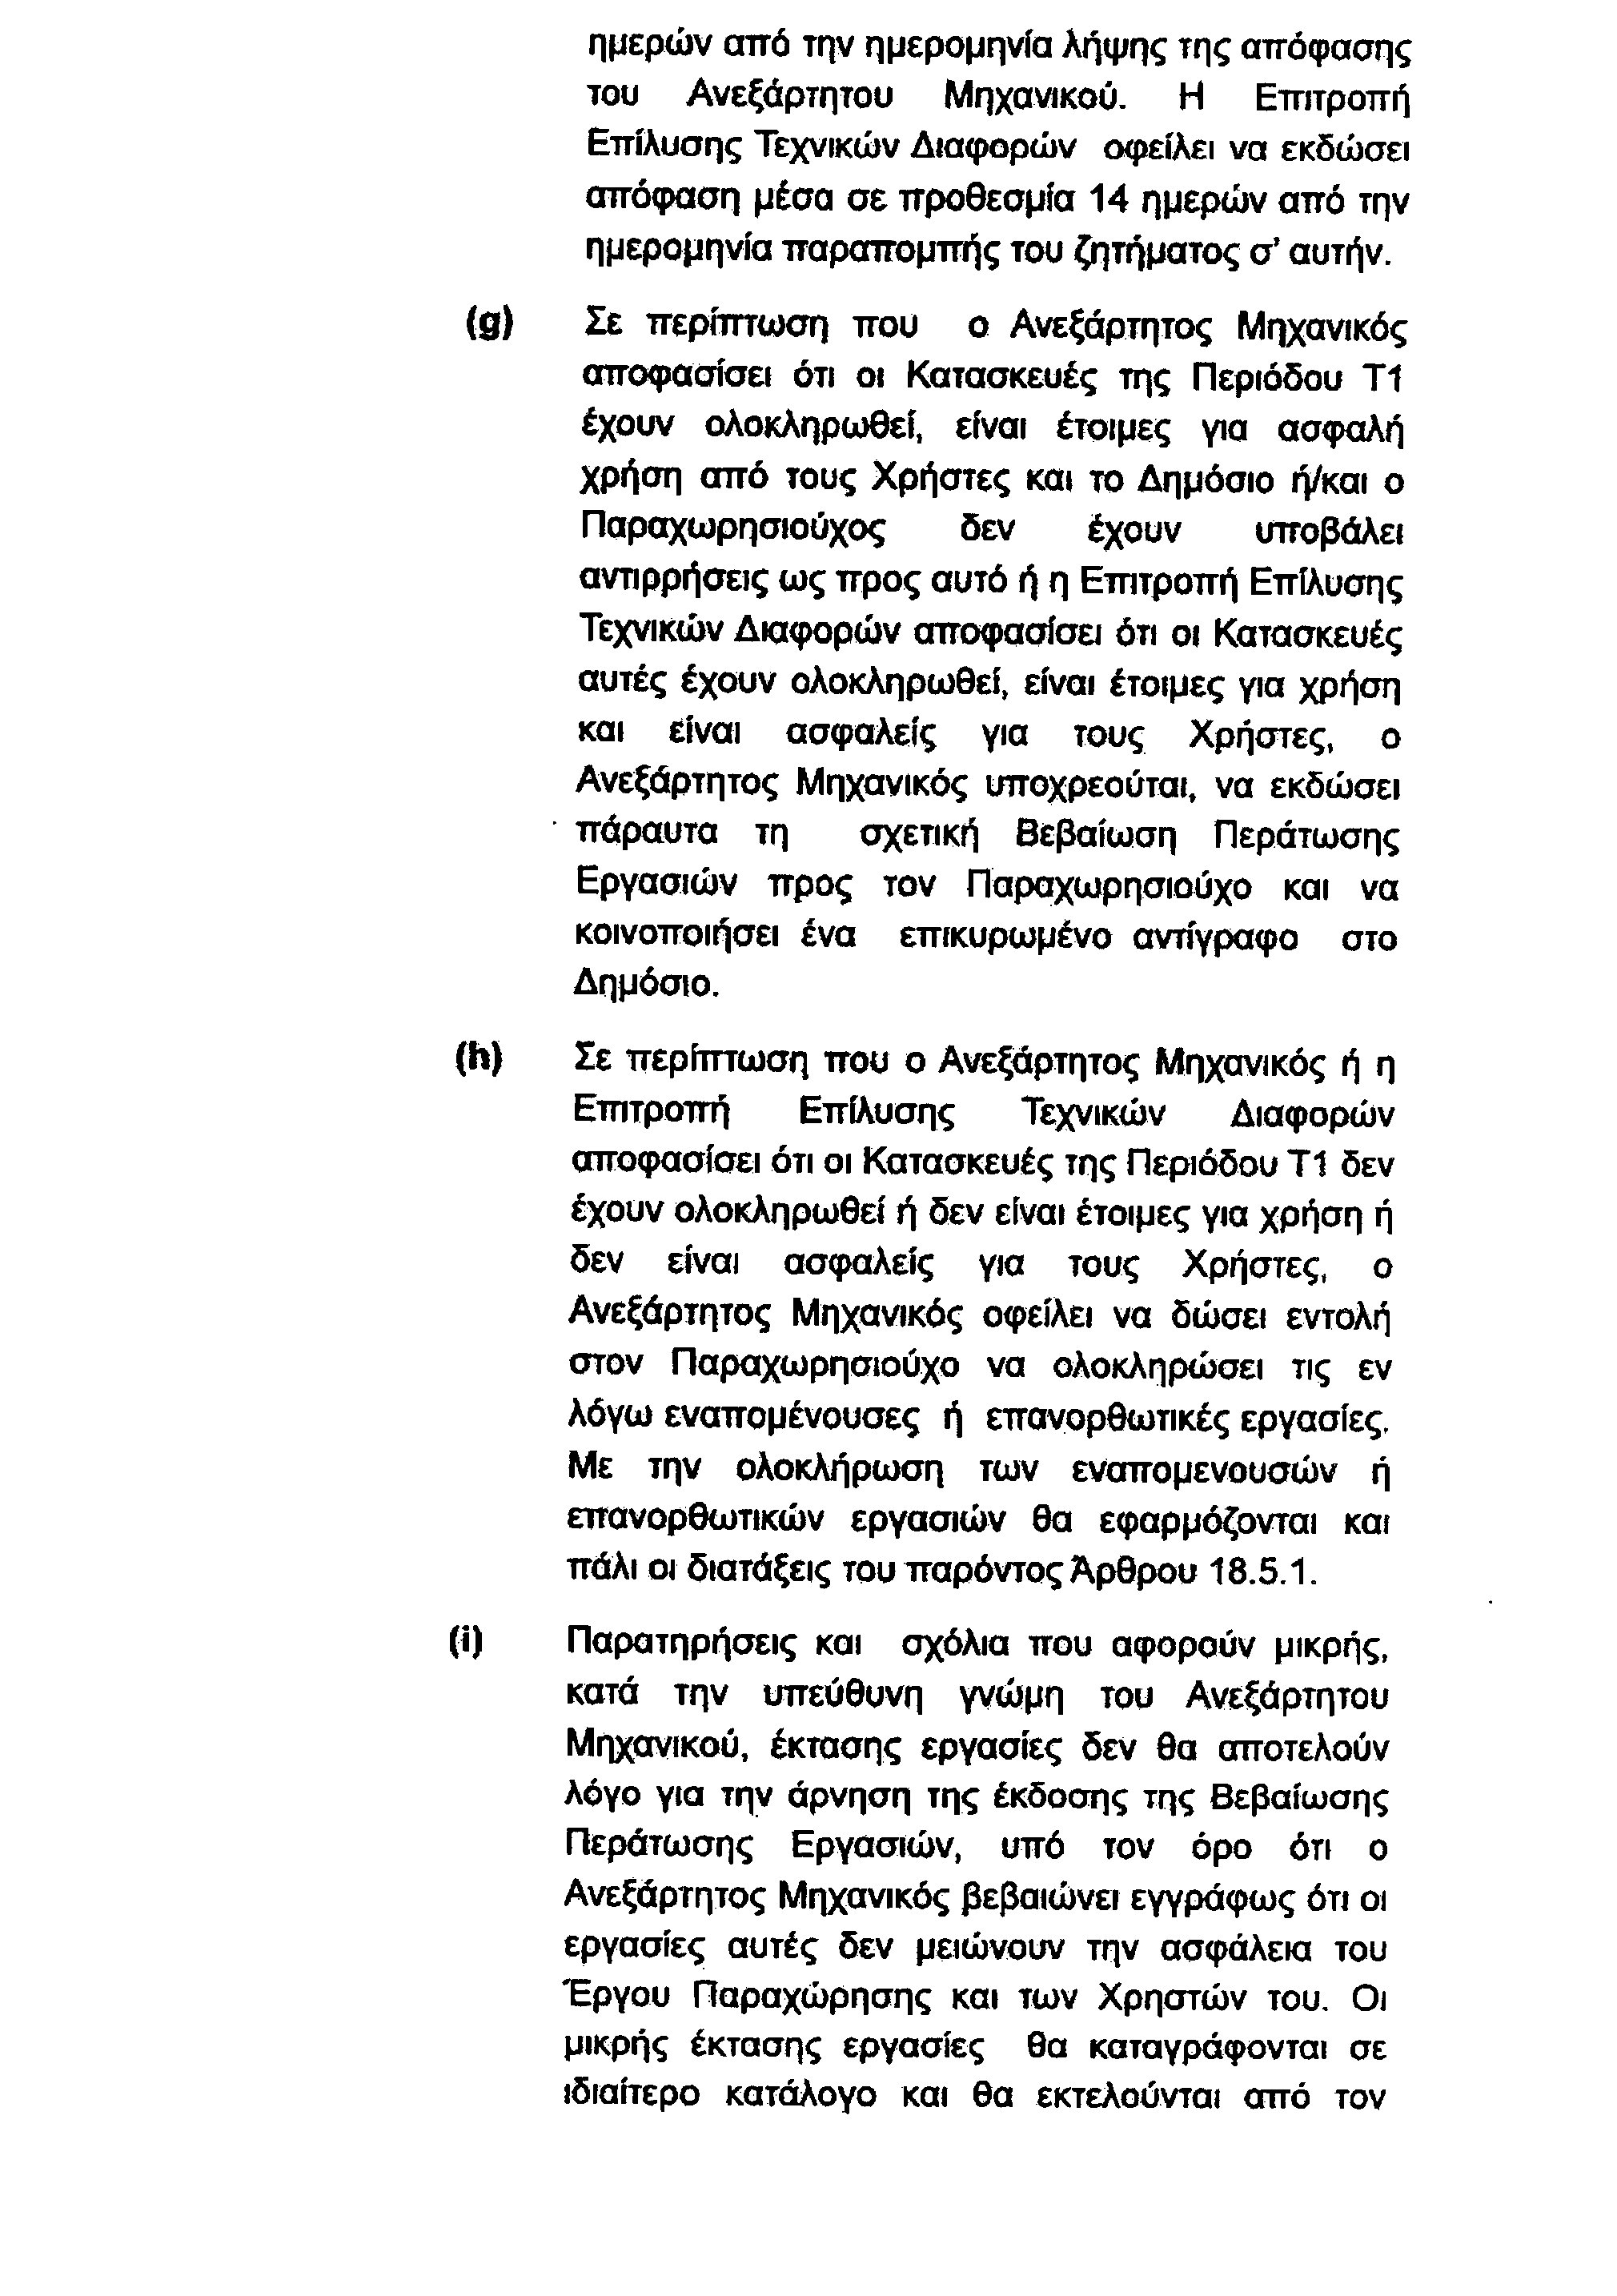 ημερών από την ημερομηνία λήψης της απόφασης
του Ανεξάρτητου Μηχανικού. Η Επιτροπή
Επίλυσης Τεχνικών Διαφορών οφείλει να εκδώσει
απόφαση μέσα σε προθεσμία 14 ημερών από την
ημερομηνία παραπομπής του ζητήματος σ' αυτήν.
(g) Σε περίπτωση που ο Ανεξάρτητος Μηχανικός
αποφασίσει ότι οι Κατασκευές της Περιόδου Τ1
έχουν ολοκληρωθεί, είναι έτοιμες για ασφαλή
χρήση από τους Χρήστες και το Δημόσιο ή/και ο
Παραχωρησιούχος δεν έχουν υποβάλει
αντιρρήσεις ως προς αυτό ή η Επιτροπή Επίλυσης
Τεχνικών Διαφορών αποφασίσει ότι οι Κατασκευές
αυτές έχουν ολοκληρωθεί, είναι έτοιμες για χρήση
και είναι ασφαλείς για τους Χρήστες, ο
Ανεξάρτητος Μηχανικός υποχρεούται, να εκδώσει
πάραυτα τη σχετική Βεβαίωση Περάτωσης
Εργασιών προς τον Παραχωρησιούχο και να
κοινοποιήσει ένα επικυρωμένο αντίγραφο στο
Δημόσιο.
(h) Σε περίπτωση που ο Ανεξάρτητος Μηχανικός ή η
Επιτροπή Επίλυσης Τεχνικών Διαφορών
αποφασίσει ότι οι Κατασκευές της Περιόδου Τ1 δεν
έχουν ολοκληρωθεί ή δεν είναι έτοιμες για χρήση ή
δεν είναι ασφαλείς για τους Χρήστες, ο
Ανεξάρτητος Μηχανικός οφείλει να δώσει εντολή
στον Παραχωρησιούχο να ολοκληρώσει τις εν
λόγω εναπομένουσες ή επανορθωτικές εργασίες.
Με την ολοκλήρωση των εναπομενουσών ή
επανορθωτικών εργασιών θα εφαρμόζονται και
πάλι οι διατάξεις του παρόντος Άρθρου 18.5.1.
(i) Παρατηρήσεις και σχόλια που αφορούν μικρής,
κατά την υπεύθυνη γνώμη του Ανεξάρτητου
Μηχανικού, έκτασης εργασίες δεν θα αποτελούν
λόγο για την άρνηση της έκδοσης της Βεβαίωσης
Περάτωσης Εργασιών, υπό τον όρο ότι ο
Ανεξάρτητος Μηχανικός βεβαιώνει εγγράφως ότι οι
εργασίες αυτές δεν μειώνουν την ασφάλεια του
Έργου Παραχώρησης και των Χρηστών του. Οι
μικρής έκτασης εργασίες θα καταγράφονται σε
ιδιαίτερο κατάλογο και θα εκτελούνται από τον